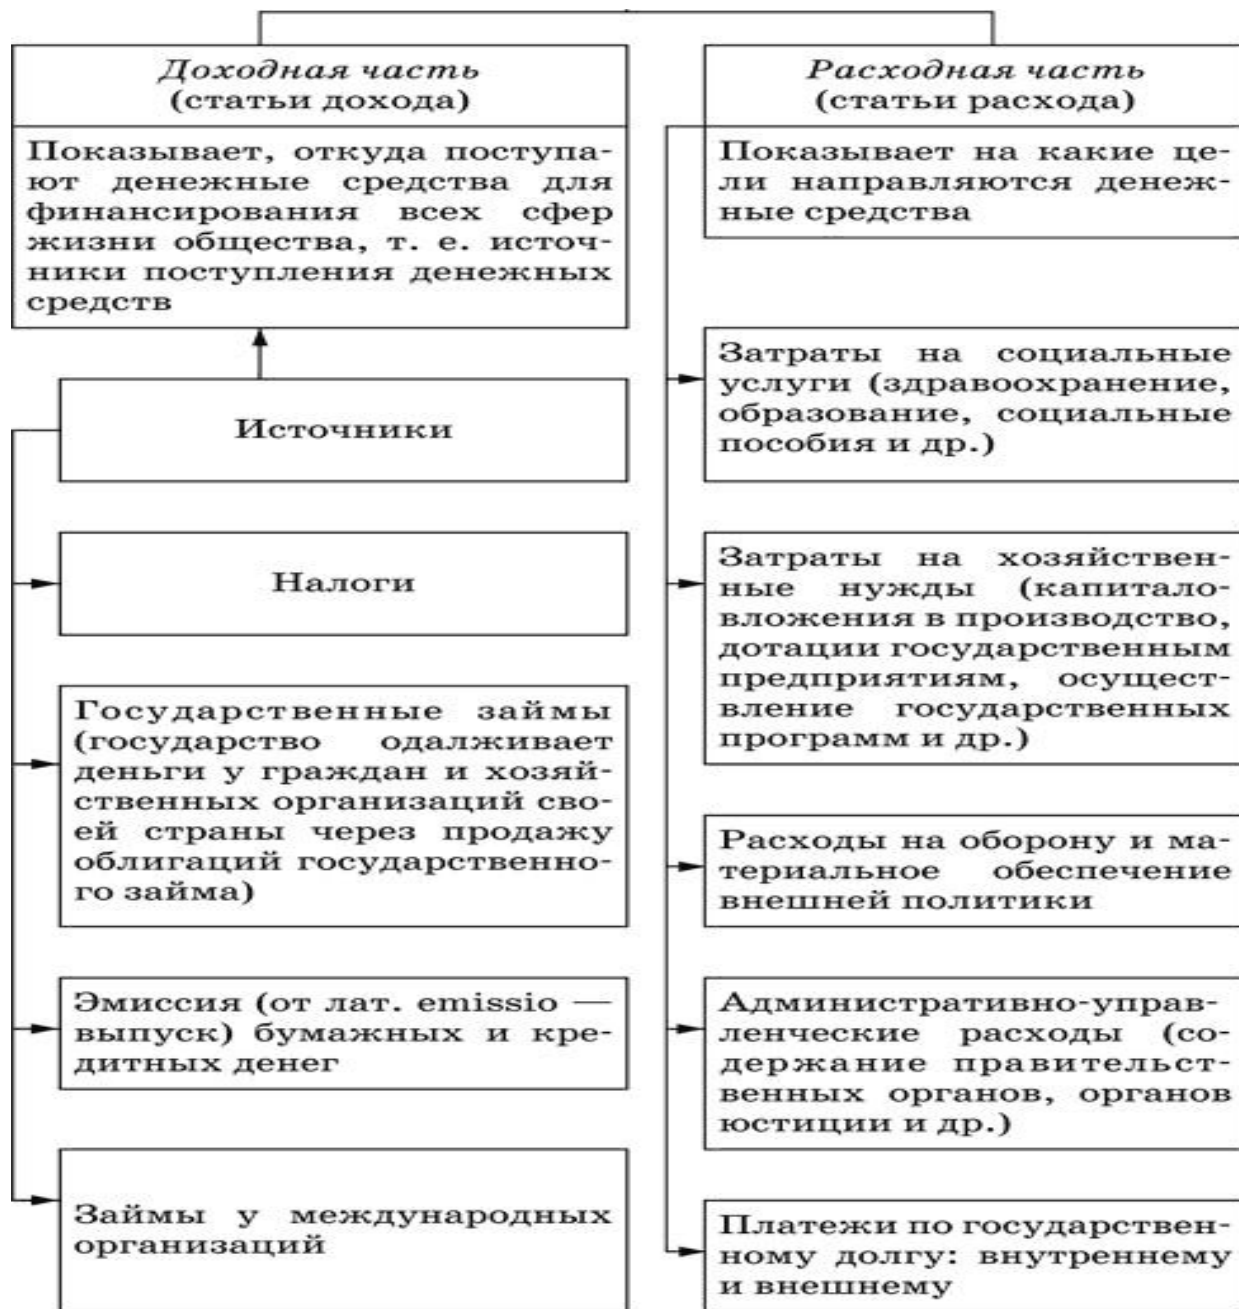 Доходная часть
(статьи дохода)
Показывает, откуда поступа-
ют денежные средства для
финансирования всех сфер
жизни общества, т. е. источ-
ники поступления денежных
средств
Источники
Налоги
Государственные займы
(государство одалживает
деньги у граждан и хозяй-
ственных организаций сво-
ей страны через продажу
облигаций государственно-
го займа)
Эмиссия (от лат. emissio —
выпуск) бумажных и кре-
дитных денег
Займы у международных
организаций
Расходная часть
(статьи расхода)
Показывает на какие це-
ли направляются денеж-
ные средства
Затраты на социальные
услуги (здравоохранение,
образование, социальные
пособия и др.)
Затраты на хозяйствен-
ные нужды (капитало-
вложения в производство,
дотации государственным
предприятиям, осущест-
вление государственных
программ и др.)
Расходы на оборону и ма-
териальное обеспечение
внешней политики
Административно-управ-
ленческие расходы (со-
держание правительст-
венных органов, органов
юстиции и др.)
Платежи по государствен-
ному долгу: внутреннему
и внешнему